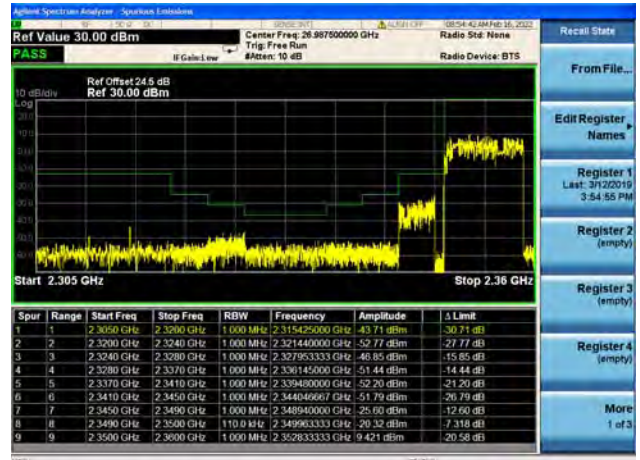 Agilent Spectrum Analyzer - Spurious Emissions
RF 50 Ω DC SENSE:INT ALIGN OFF 08:54:42 AM Feb 16, 2022
Ref Value 30.00 dBm
Center Freq: 26.987500000 GHz
Radio Std: None
Trig: Free Run
PASS
IFGain:Low
#Atten: 10 dB
Radio Device: BTS
Ref Offset 24.5 dB
10 dB/div Ref 30.00 dBm
Log
Start 2.305 GHz Stop 2.36 GHz
Spur Range Start Freq Stop Freq RBW Frequency Amplitude Δ Limit
1 1 2.3050 GHz 2.3200 GHz 1.000 MHz 2.315425000 GHz -43.71 dBm -30.71 dB
2 2 2.3200 GHz 2.3240 GHz 1.000 MHz 2.321440000 GHz -52.77 dBm -27.77 dB
3 3 2.3240 GHz 2.3280 GHz 1.000 MHz 2.327953333 GHz -46.85 dBm -15.85 dB
4 4 2.3280 GHz 2.3370 GHz 1.000 MHz 2.336145000 GHz -51.44 dBm -14.44 dB
5 5 2.3370 GHz 2.3410 GHz 1.000 MHz 2.339480000 GHz -52.20 dBm -21.20 dB
6 6 2.3410 GHz 2.3450 GHz 1.000 MHz 2.344046667 GHz -51.79 dBm -26.79 dB
7 7 2.3450 GHz 2.3490 GHz 1.000 MHz 2.348940000 GHz -25.60 dBm -12.60 dB
8 8 2.3490 GHz 2.3500 GHz 110.0 kHz 2.349963333 GHz -20.32 dBm -7.318 dB
9 9 2.3500 GHz 2.3600 GHz 1.000 MHz 2.352833333 GHz 9.421 dBm -20.58 dB
Recall State
From File...
Edit Register
Names
Register 1
Last: 3/12/2019
3:54:55 PM
Register 2
(empty)
Register 3
(empty)
Register 4
(empty)
More
1 of 3